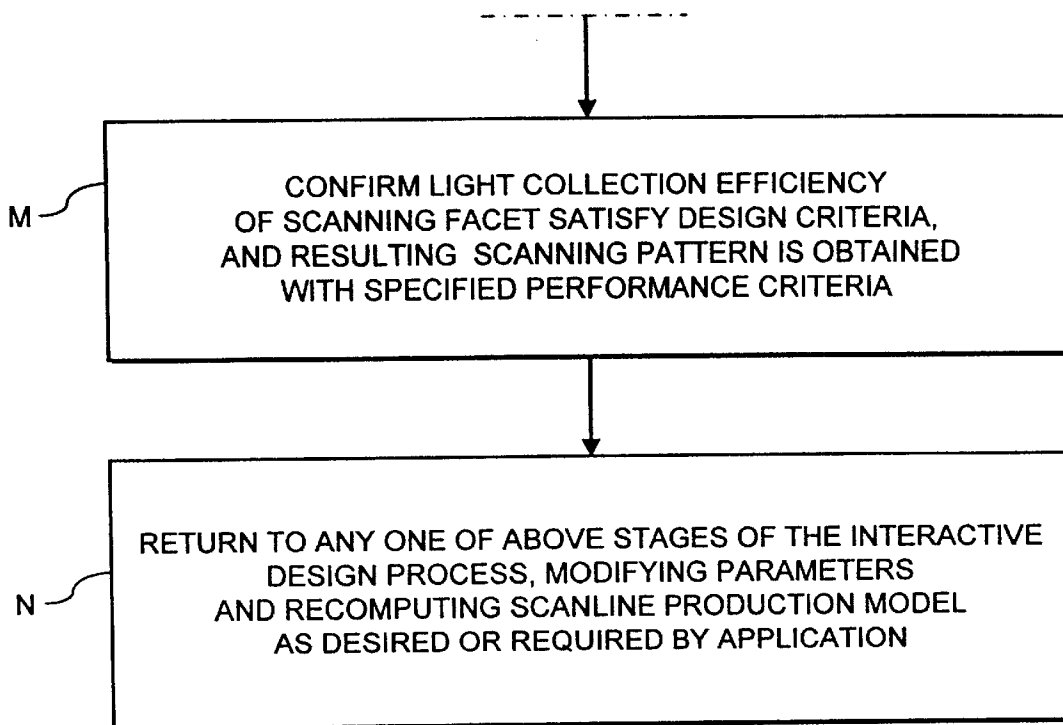 CONFIRM LIGHT COLLECTION EFFICIENCY
OF SCANNING FACET SATISFY DESIGN CRITERIA,
M
AND RESULTING SCANNING PATTERN IS OBTAINED
WITH SPECIFIED PERFORMANCE CRITERIA
RETURN TO ANY ONE OF ABOVE STAGES OF THE INTERACTIVE
DESIGN PROCESS, MODIFYING PARAMETERS
N
AND RECOMPUTING SCANLINE PRODUCTION MODEL
AS DESIRED OR REQUIRED BY APPLICATION